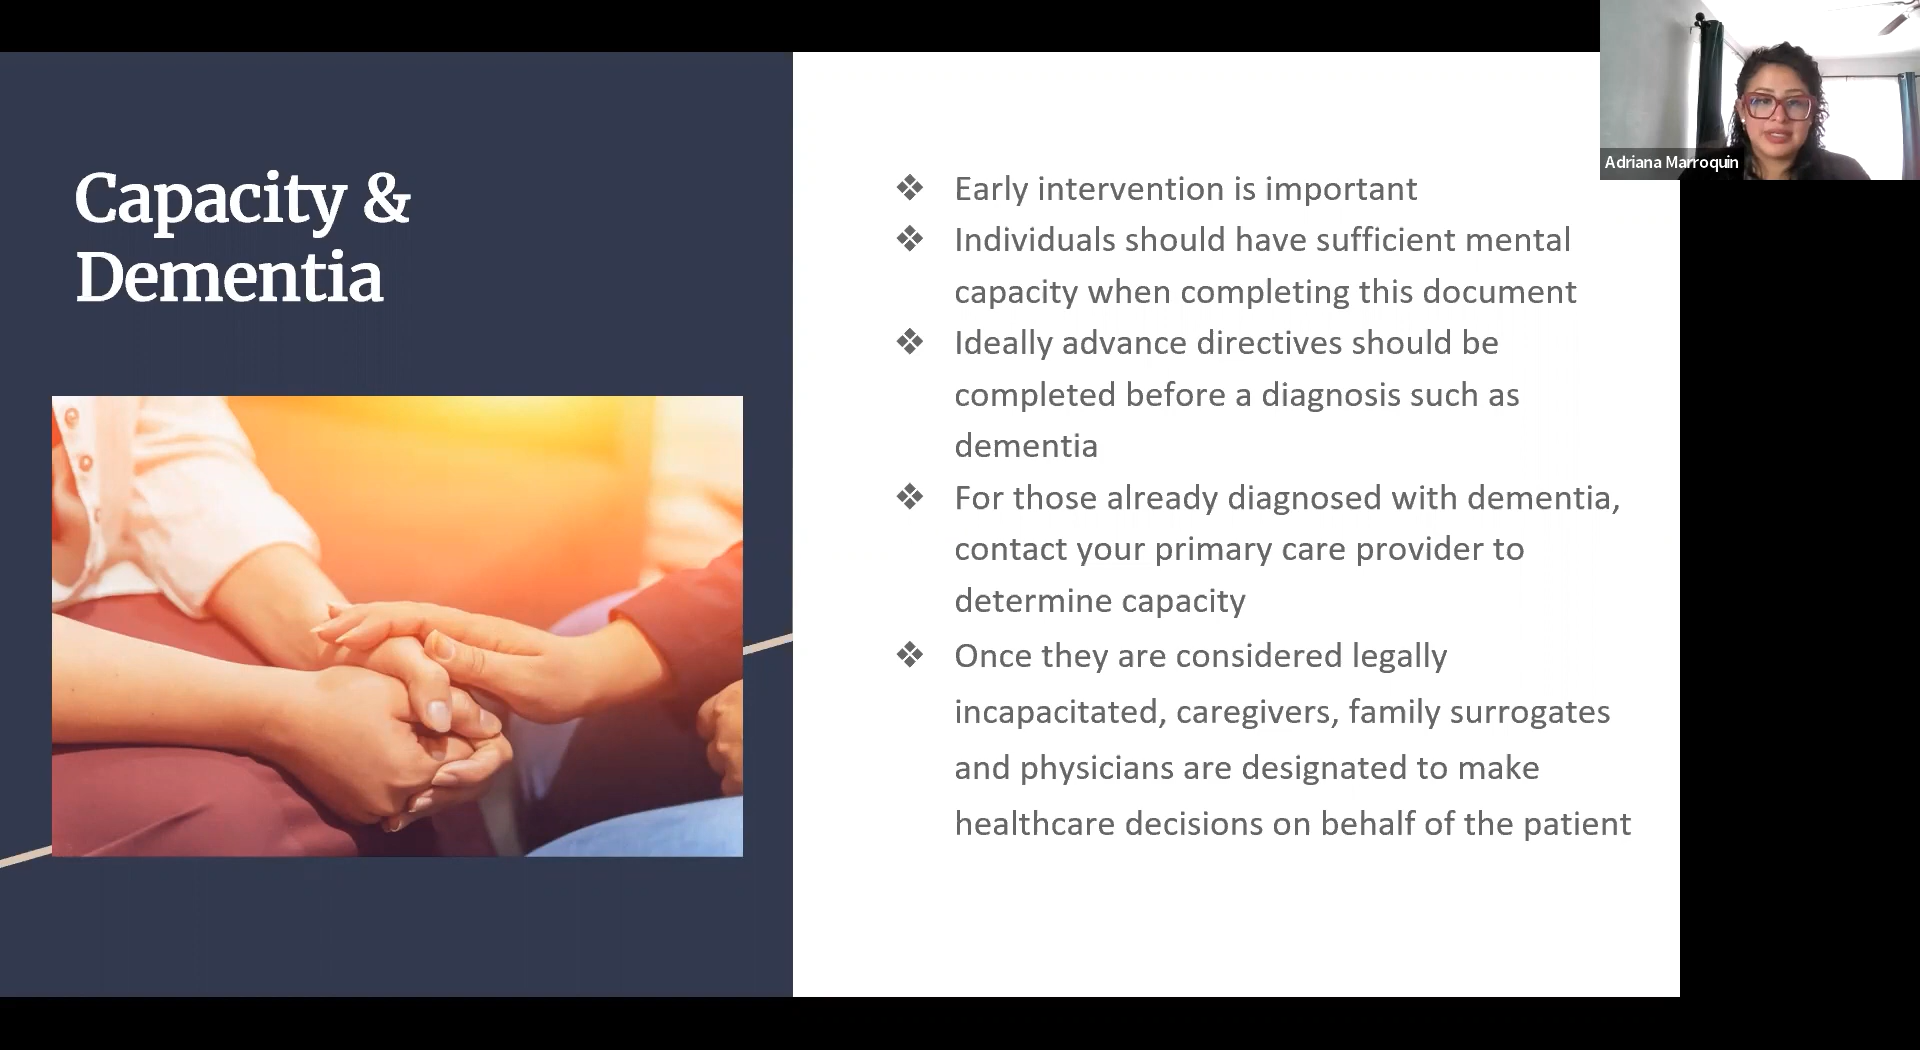 Capacity &
Dementia
❖ Early intervention is important
❖ Individuals should have sufficient mental
capacity when completing this document
❖ Ideally advance directives should be
completed before a diagnosis such as
dementia
❖ For those already diagnosed with dementia,
contact your primary care provider to
determine capacity
❖ Once they are considered legally
incapacitated, caregivers, family surrogates
and physicians are designated to make
healthcare decisions on behalf of the patient
Adriana Marroquin